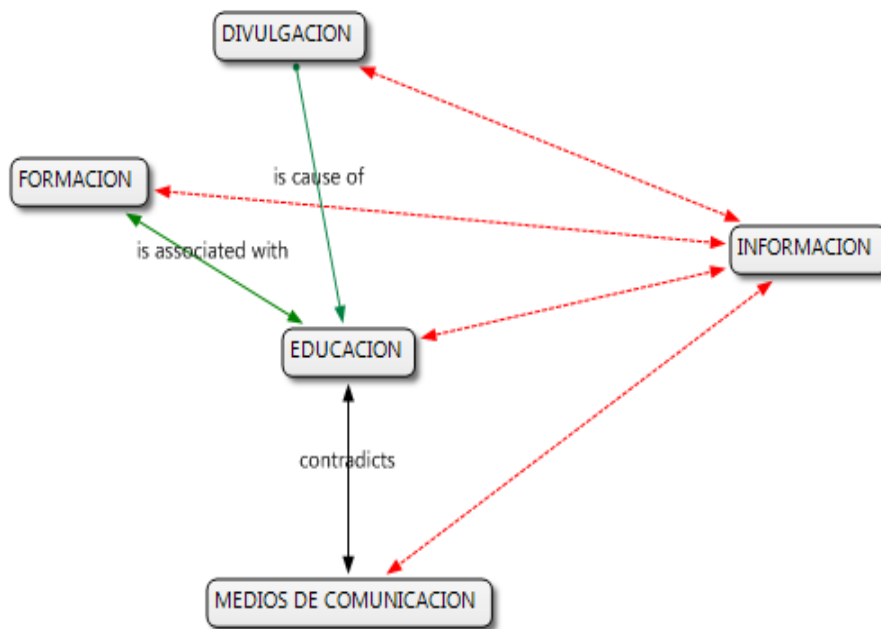 DIVULGACION
FORMACION
is cause of
is associated with
INFORMACION
EDUCACION
contradicts
MEDIOS DE COMUNICACION